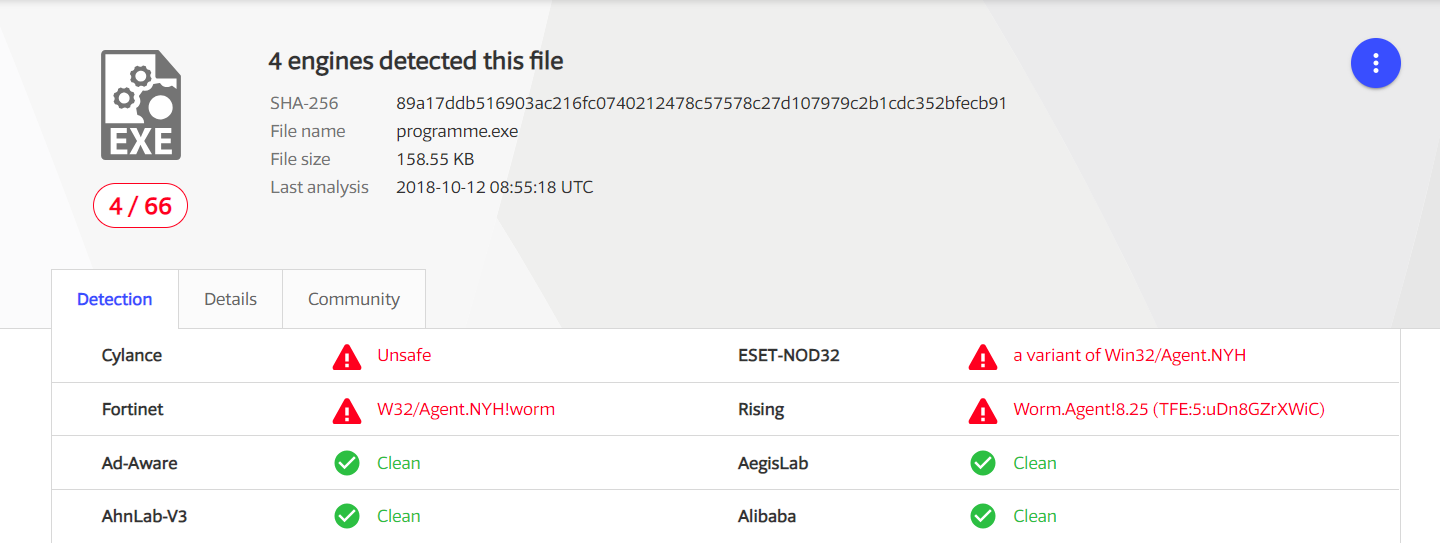 4 engines detected this file
SHA-256 89a17ddb516903ac216fc0740212478c57578c27d107979c2b1cdc352bfecb91
File name programme.exe
File size 158.55 KB
Last analysis 2018-10-12 08:55:18 UTC
EXE
4 / 66
Detection Details Community
Cylance Unsafe ESET-NOD32 a variant of Win32/Agent.NYH
Fortinet W32/Agent.NYH!worm Rising Worm.Agent!8.25 (TFE:5:uDn8GZrXWiC)
Ad-Aware Clean AegisLab Clean
AhnLab-V3 Clean Alibaba Clean